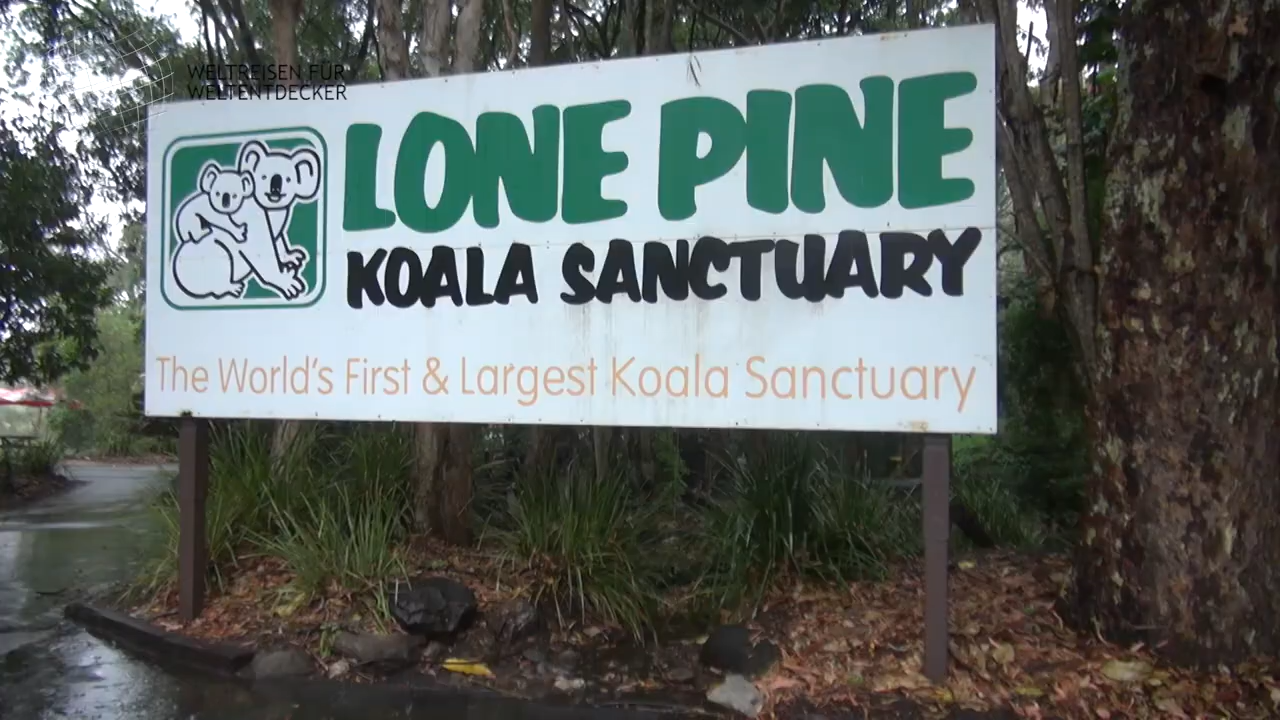 WELTREISEN FÜR
WELTENTDECKER
LONE PINE
KOALA SANCTUARY
The World's First & Largest Koala Sanctuary